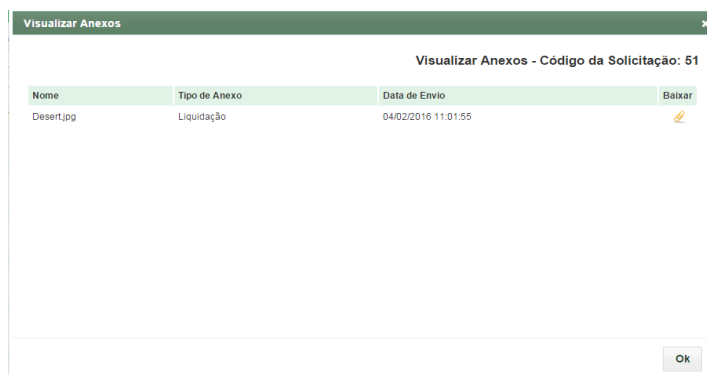 Visualizar Anexos
Visualizar Anexos - Código da Solicitação: 51
Nome Tipo de Anexo Data de Envio Baixar
Desert.jpg Liquidação 04/02/2016 11:01:55
Ok